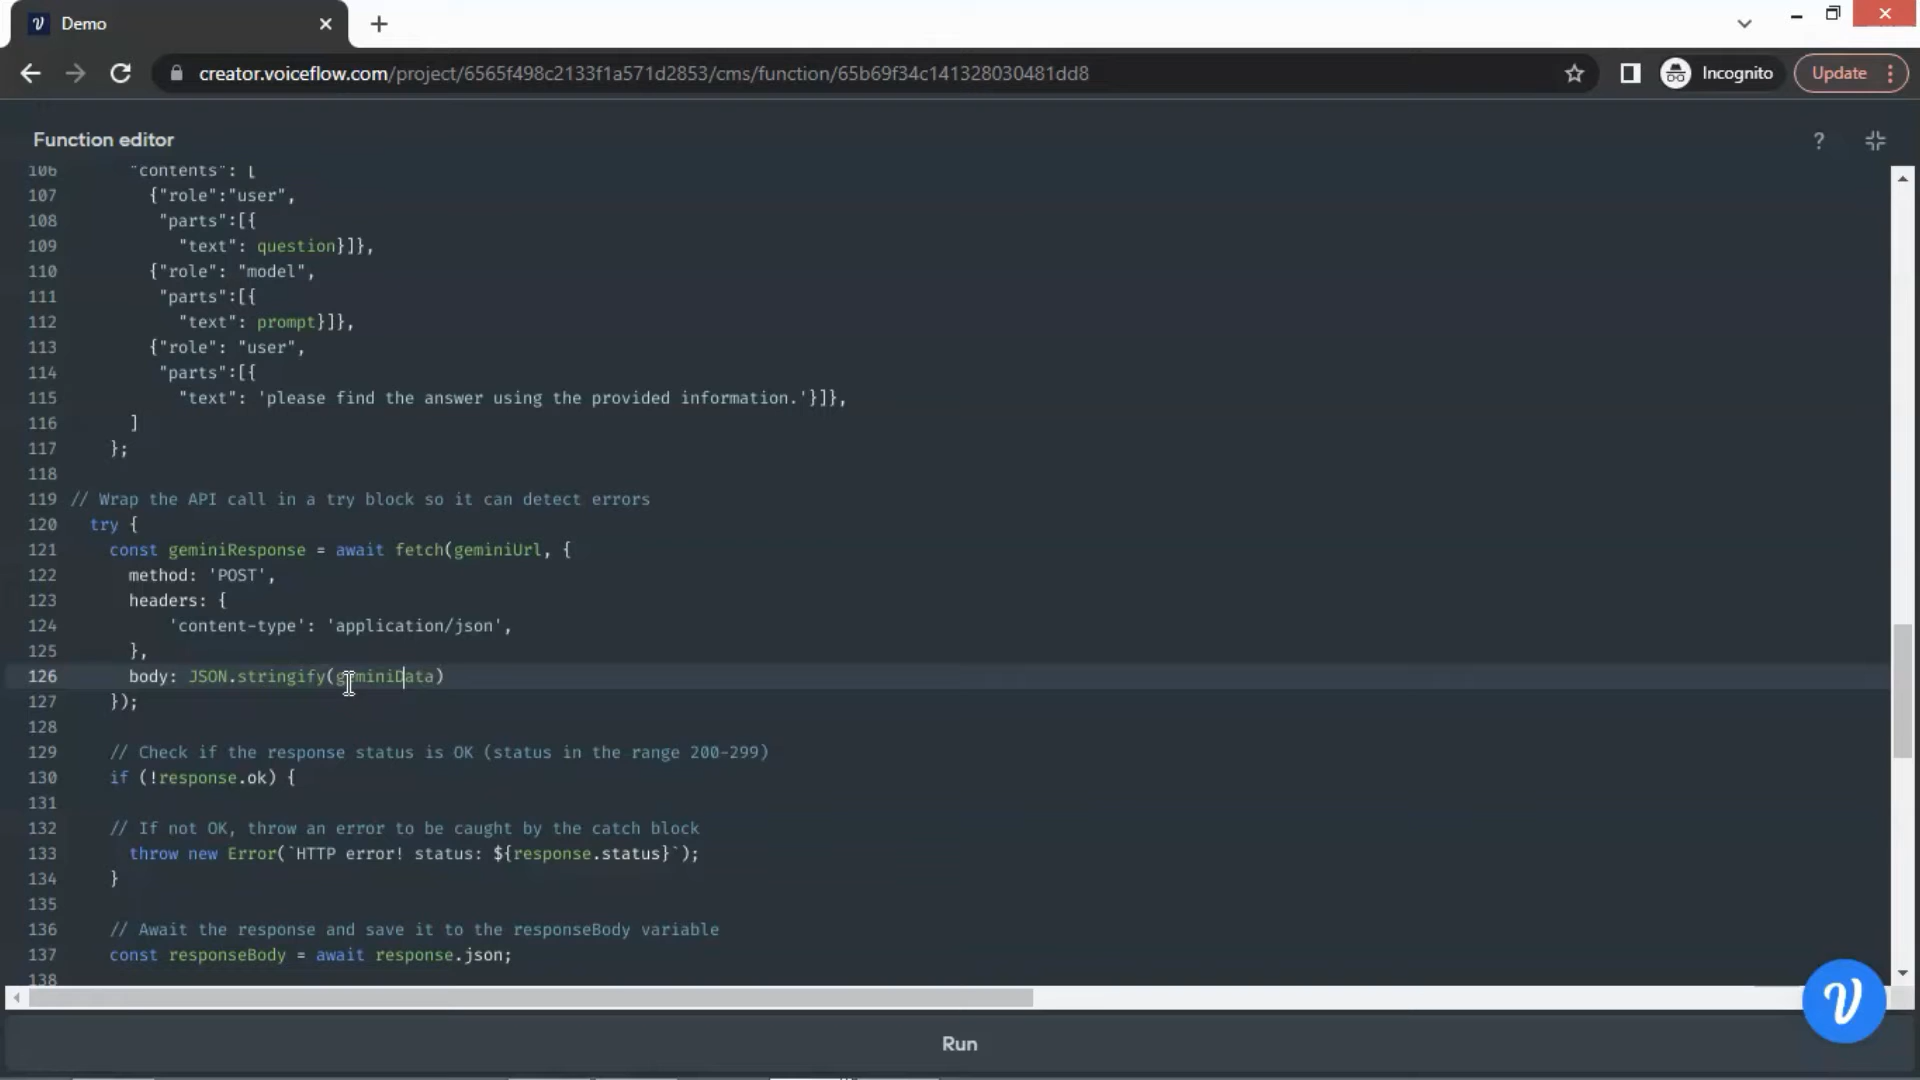 Demo
creator.voiceflow.com/project/6565f498c2133f1a571d2853/cms/function/65b69f34c141328030481dd8
Incognito
Update
Function editor
?
106 "contents": [
107 {"role":"user",
108 "parts":[{
109 "text": question}]},
110 {"role": "model",
111 "parts":[{
112 "text": prompt}]},
113 {"role": "user",
114 "parts":[{
115 "text": 'please find the answer using the provided information.'}]},
116 ]
117 };
118
119 // Wrap the API call in a try block so it can detect errors
120 try {
121 const geminiResponse = await fetch(geminiUrl, {
122 method: 'POST',
123 headers: {
124 'content-type': 'application/json',
125 },
126 body: JSON.stringify(geminiData)
127 });
128
129 // Check if the response status is OK (status in the range 200-299)
130 if (!response.ok) {
131
132 // If not OK, throw an error to be caught by the catch block
133 throw new Error(`HTTP error! status: ${response.status}`);
134 }
135
136 // Await the response and save it to the responseBody variable
137 const responseBody = await response.json;
138
Run